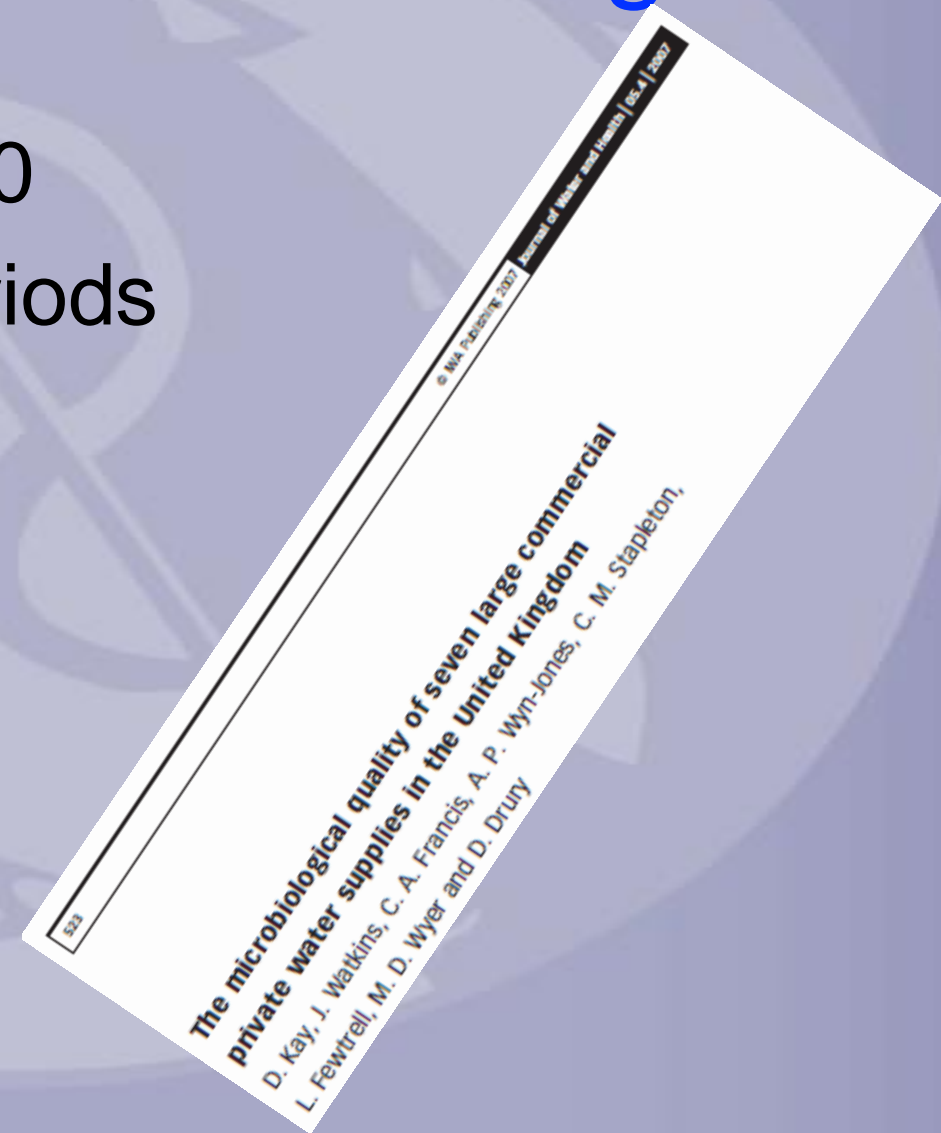 g
0
riods
523 © IWA Publishing 2007 Journal of Water and Health | 05.4 | 2007
The microbiological quality of seven large commercial
private water supplies in the United Kingdom
D. Kay, J. Watkins, C. A. Francis, A. P. Wyn-Jones, C. M. Stapleton,
L. Fewtrell, M. D. Wyer and D. Drury